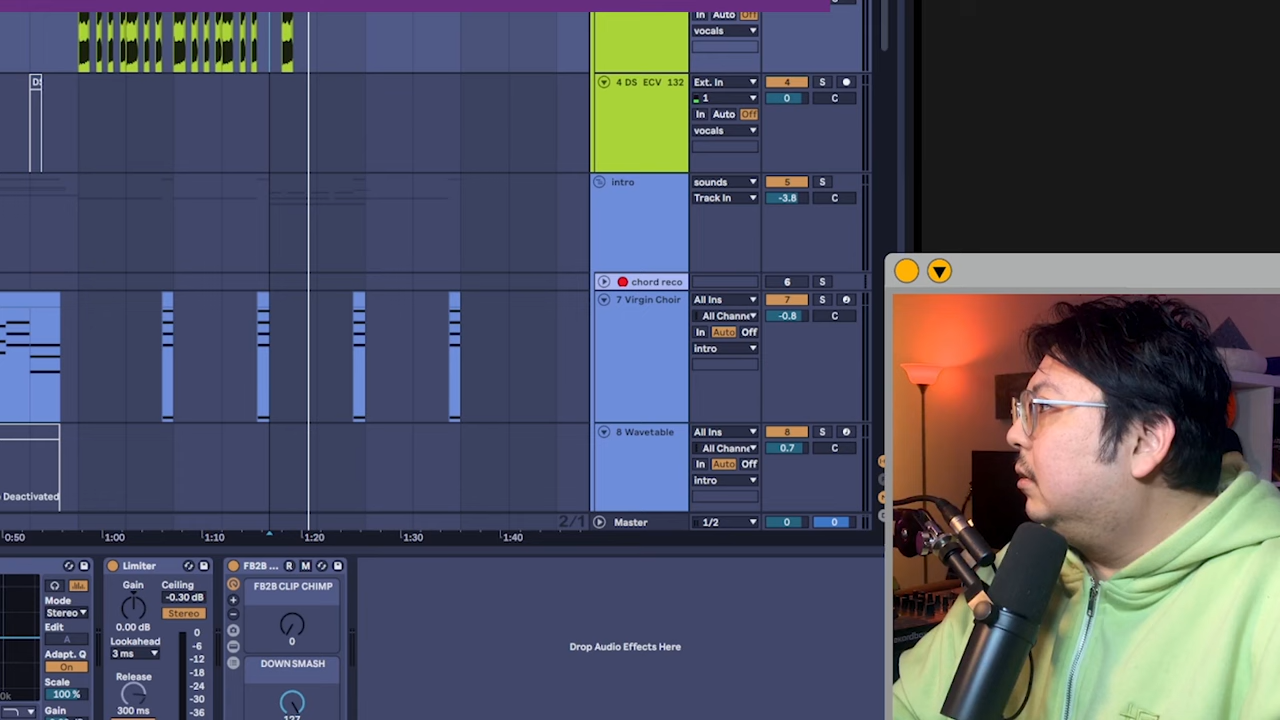 In Auto Off
vocals
4 DS ECV 132
Ext. In
4
S
1
0
C
In Auto Off
vocals
intro
sounds
5
S
Track In
-3.8
C
chord reco
6
S
7 Virgin Choir
All Ins
7
S
All Channe
-0.8
C
In Auto Off
intro
8 Wavetable
All Ins
8
S
All Channe
0.7
C
In Auto Off
intro
Deactivated
2/1
Master
1/2
0
0
0:50
1:00
1:10
1:20
1:30
1:40
Mode
Stereo
Edit
A
Adapt. Q
On
Scale
100 %
Gain
Limiter
Gain
Ceiling
-0.30 dB
Stereo
0.00 dB
Lookahead
3 ms
Release
300 ms
0
-6
-12
-18
-24
-30
-36
FB2B ...
R
M
FB2B CLIP CHIMP
0
DOWN SMASH
127
Drop Audio Effects Here